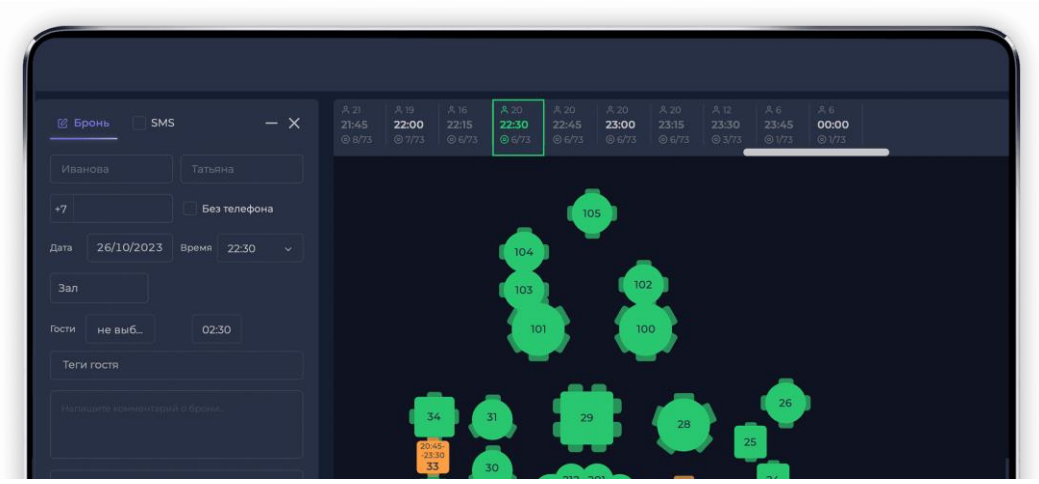 Бронь SMS
Иванова Татьяна
+7 Без телефона
Дата 26/10/2023 Время 22:30
Зал
Гости не выб... 02:30
Теги гостя
Напишите комментарий о брони...
21 19 16 20 20 20 20 12 6 6
21:45 22:00 22:15 22:30 22:45 23:00 23:15 23:30 23:45 00:00
8/73 7/73 6/73 6/73 6/73 6/73 6/73 3/73 1/73 1/73
105
104
103 102
101 100
26
34 31 29 28
25
20:45-
-23:30
33 30
212 201 24